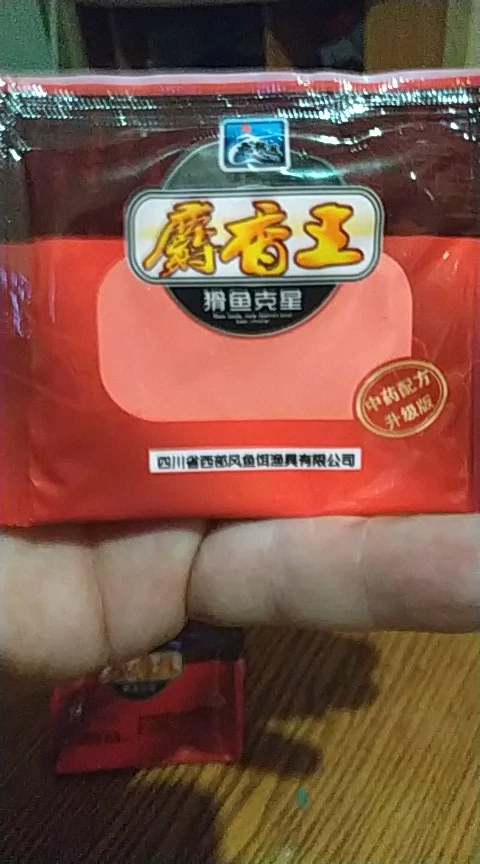 麝香王
猾鱼克星
中药配方
升级版
四川省西部风鱼饵渔具有限公司